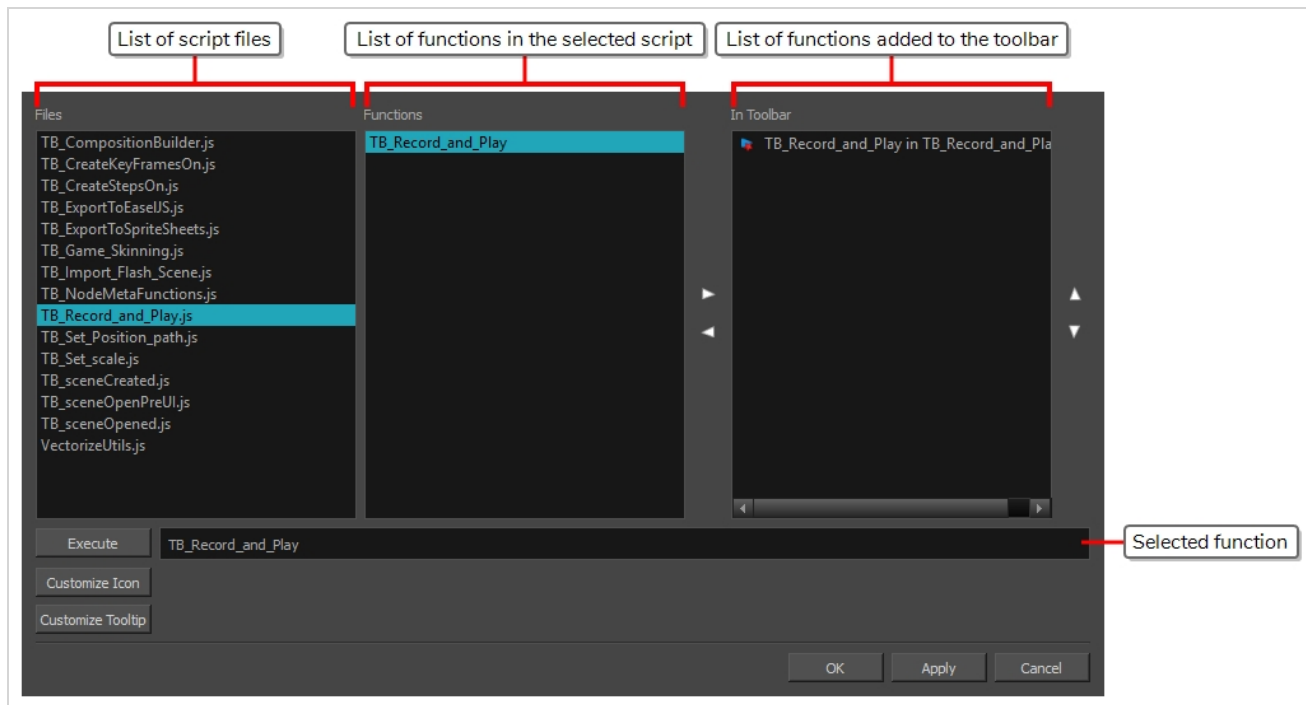 List of script files
List of functions in the selected script
List of functions added to the toolbar
Files
Functions
In Toolbar
TB_CompositionBuilder.js
TB_CreateKeyFramesOn.js
TB_CreateStepsOn.js
TB_ExportToEaselJS.js
TB_ExportToSpriteSheets.js
TB_Game_Skinning.js
TB_Import_Flash_Scene.js
TB_NodeMetaFunctions.js
TB_Record_and_Play.js
TB_Set_Position_path.js
TB_Set_scale.js
TB_sceneCreated.js
TB_sceneOpenPreUI.js
TB_sceneOpened.js
VectorizeUtils.js
TB_Record_and_Play
TB_Record_and_Play in TB_Record_and_Pla
Execute
TB_Record_and_Play
Selected function
Customize Icon
Customize Tooltip
OK
Apply
Cancel